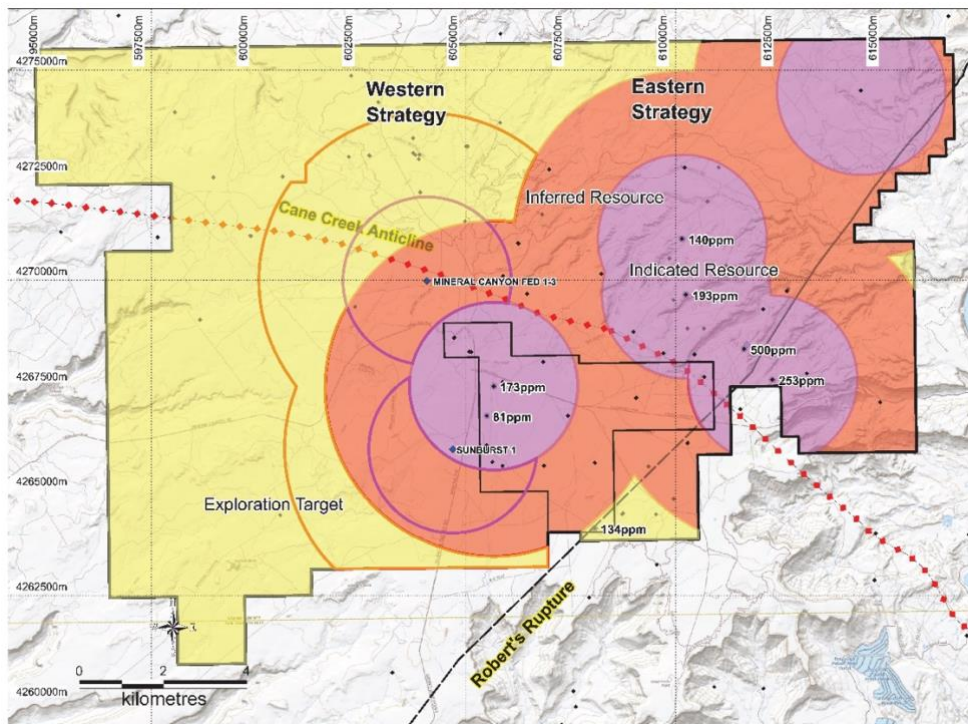 595000m
597500m
600000m
602500m
605000m
607500m
610000m
612500m
615000m
4275000m
Western
Strategy
Eastern
Strategy
4272500m
Inferred Resource
Cane Creek Anticline
140ppm
4270000m
MINERAL CANYON FED 1-3
Indicated Resource
193ppm
500ppm
4267500m
173ppm
253ppm
81ppm
SUNBURST 1
4265000m
Exploration Target
134ppm
4262500m
Robert's Rupture
0 2 4
kilometres
4260000m